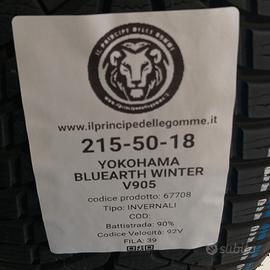 IL PRINCIPE DELLE GOMME
www.ilprincipedellegomme.it
215-50-18
YOKOHAMA
BLUEARTH WINTER
V905
codice prodotto: 67708
Tipo: INVERNALI
COD:
Battistrada: 90%
Codice Velocità: 92V
FILA: 39
subito